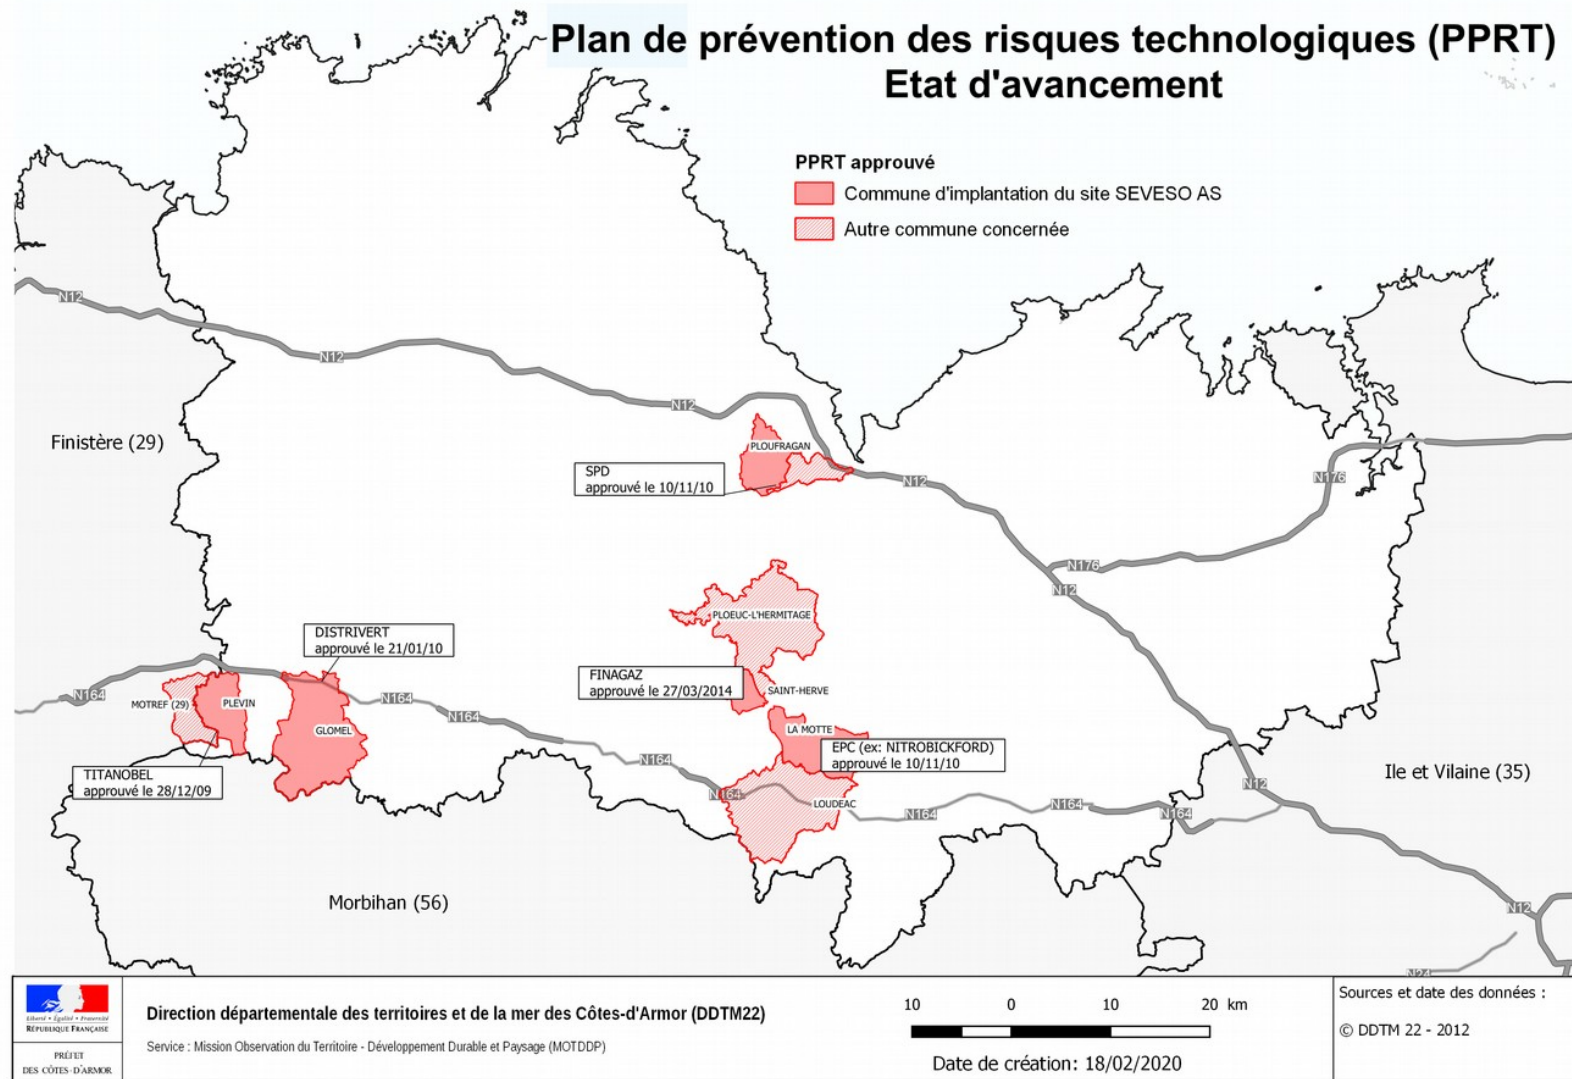 Plan de prévention des risques technologiques (PPRT)
Etat d'avancement
PPRT approuvé
Commune d'implantation du site SEVESO AS
Autre commune concernée
N12
N12
N12
Finistère (29)
PLOUFRAGAN
SPD
approuvé le 10/11/10
N12
N176
N176
N12
PLOEUC-L'HERMITAGE
DISTRIVERT
approuvé le 21/01/10
FINAGAZ
approuvé le 27/03/2014
SAINT-HERVE
N164
MOTREF (29)
PLEVIN
N164
N164
GLOMEL
LA MOTTE
EPC (ex: NITROBICKFORD)
approuvé le 10/11/10
N164
TITANOBEL
approuvé le 28/12/09
Ile et Vilaine (35)
N12
N164
LOUDEAC
N164
N164
N164
Morbihan (56)
N12
N24
Liberté • Égalité • Fraternité
RÉPUBLIQUE FRANÇAISE
PRÉFET
DES CÔTES-D'ARMOR
Direction départementale des territoires et de la mer des Côtes-d'Armor (DDTM22)
Service : Mission Observation du Territoire - Développement Durable et Paysage (MOTDDP)
10 0 10 20 km
Date de création: 18/02/2020
Sources et date des données :
© DDTM 22 - 2012